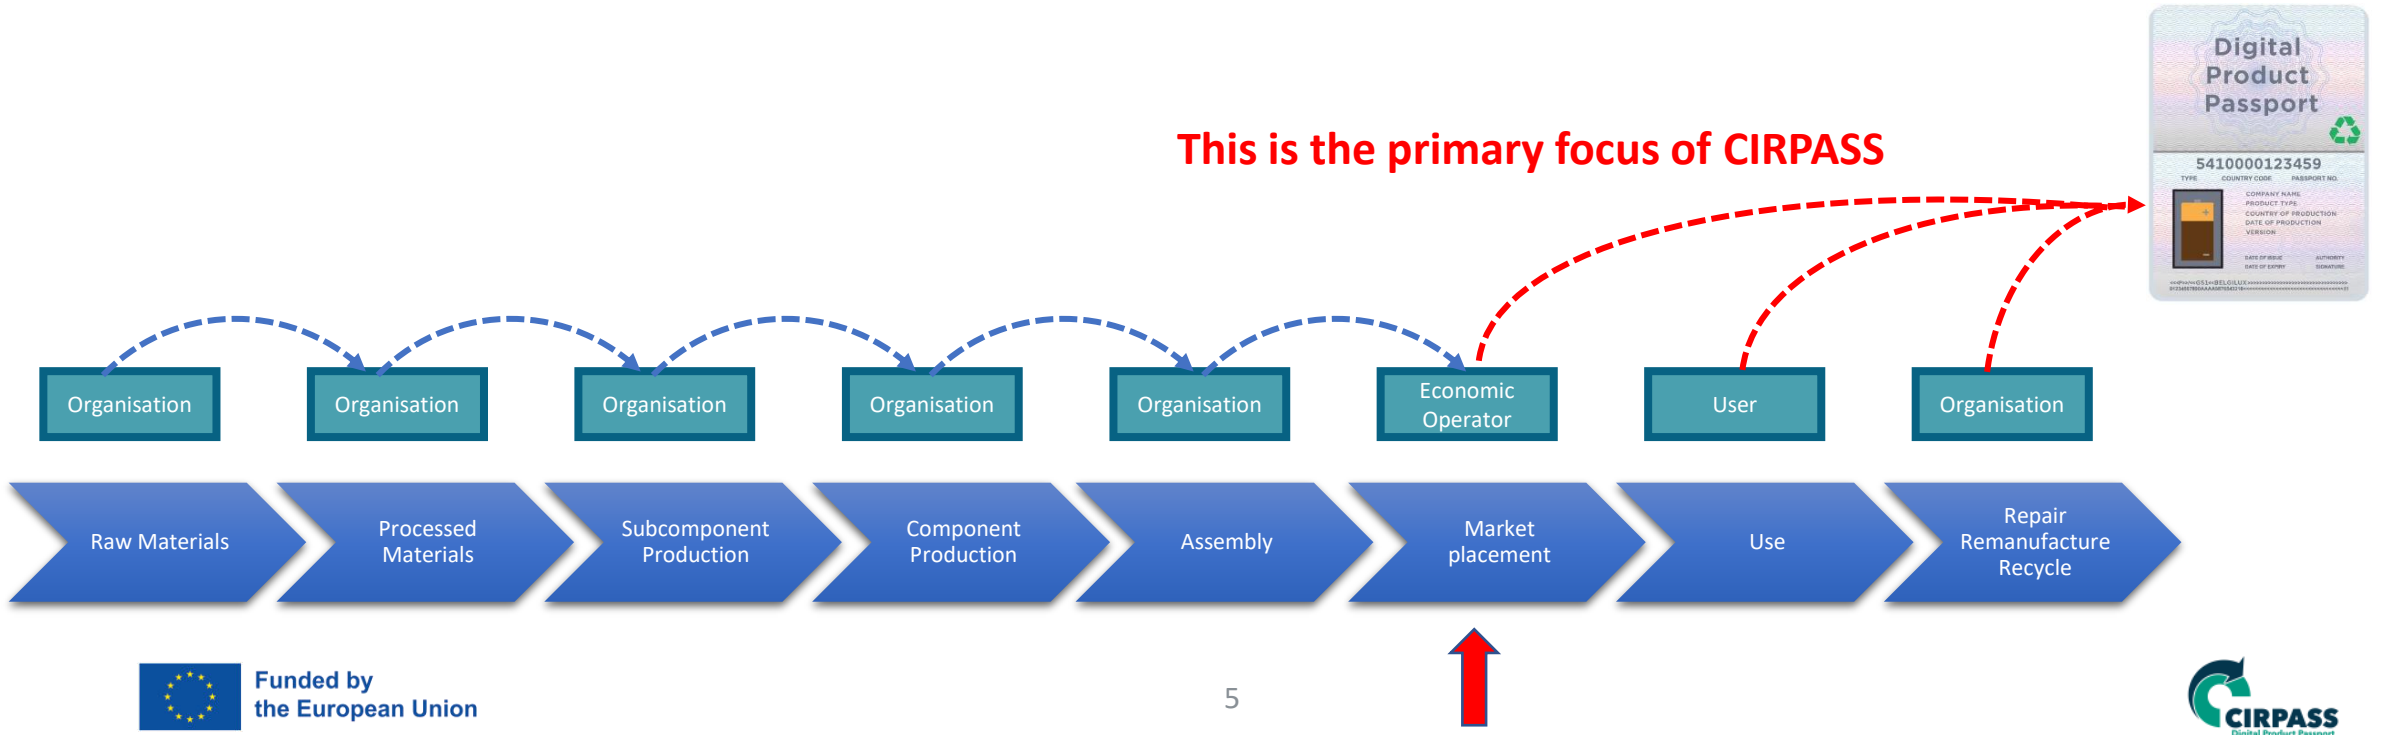 Digital
Product
Passport
This is the primary focus of CIRPASS
5410000123459
TYPE COUNTRY CODE PASSPORT NO.
COMPANY NAME
PRODUCT TYPE
COUNTRY OF PRODUCTION
DATE OF PRODUCTION
VERSION
DATE OF ISSUE AUTHORITY
DATE OF EXPIRY SIGNATURE
Organisation
Organisation
Organisation
Organisation
Organisation
Economic
Operator
User
Organisation
Raw Materials
Processed
Materials
Subcomponent
Production
Component
Production
Assembly
Market
placement
Use
Repair
Remanufacture
Recycle
Funded by
the European Union
5
CIRPASS
Digital Product Passport